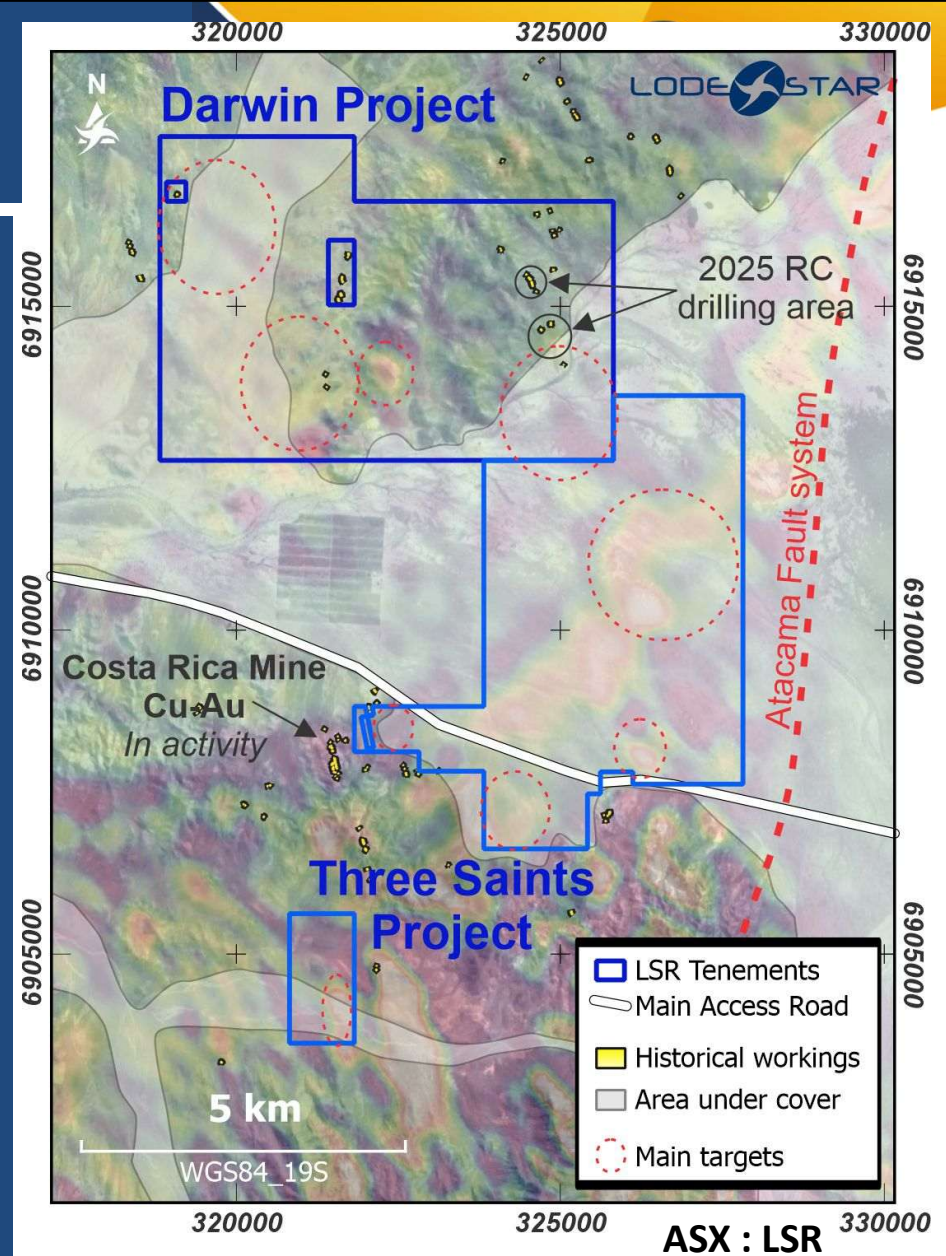 320000
325000
330000
N
LODE STAR
Darwin Project
6915000
2025 RC
drilling area
6915000
Atacama Fault system
6910000
6910000
Costa Rica Mine
Cu-Au
In activity
Three Saints
Project
6905000
6905000
LSR Tenements
Main Access Road
Historical workings
Area under cover
Main targets
5 km
WGS84_19S
320000
325000
330000
ASX : LSR